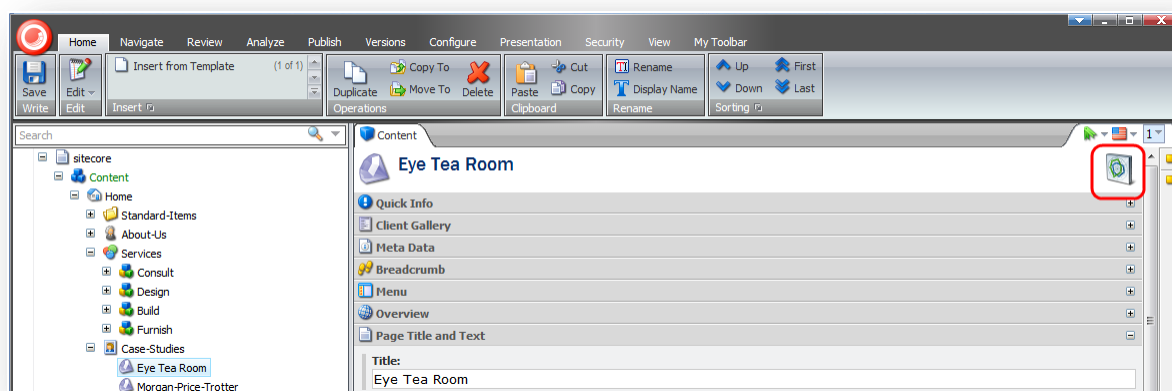 Home Navigate Review Analyze Publish Versions Configure Presentation Security View My Toolbar
Save
Write
Edit
Edit
Insert from Template (1 of 1)
Insert
Duplicate
Copy To
Move To
Delete
Operations
Paste
Cut
Copy
Clipboard
Rename
Display Name
Rename
Up
Down
First
Last
Sorting
Search
sitecore
Content
Home
Standard-Items
About-Us
Services
Consult
Design
Build
Furnish
Case-Studies
Eye Tea Room
Morgan-Price-Trotter
Content
1
Eye Tea Room
Quick Info
Client Gallery
Meta Data
Breadcrumb
Menu
Overview
Page Title and Text
Title:
Eye Tea Room